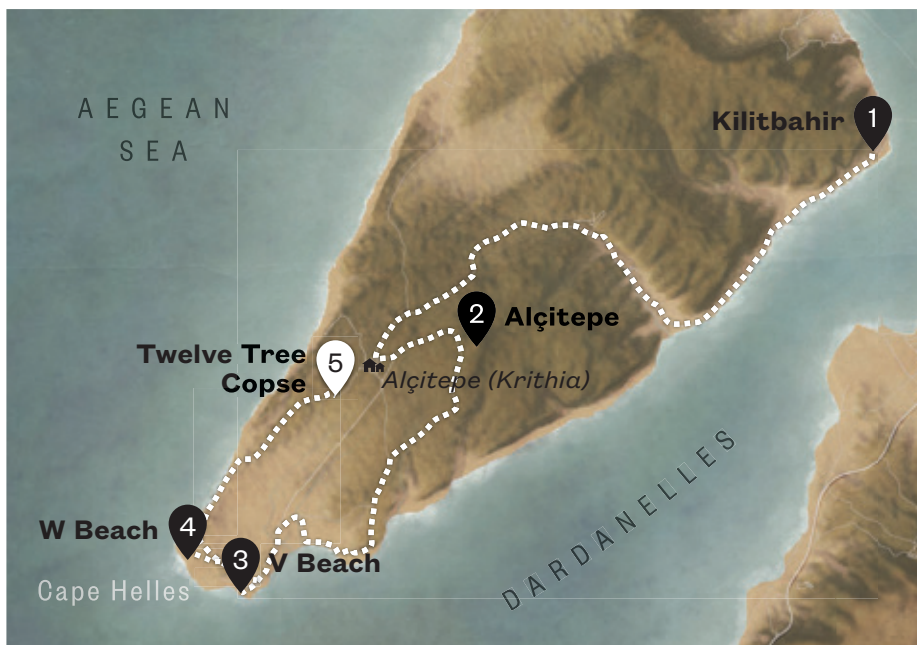 AEGEAN
SEA
Kilitbahir
1
2
Alçitepe
Twelve Tree
Copse
5
Alçitepe (Krithia)
DARDANELLES
W Beach
4
3
V Beach
Cape Helles